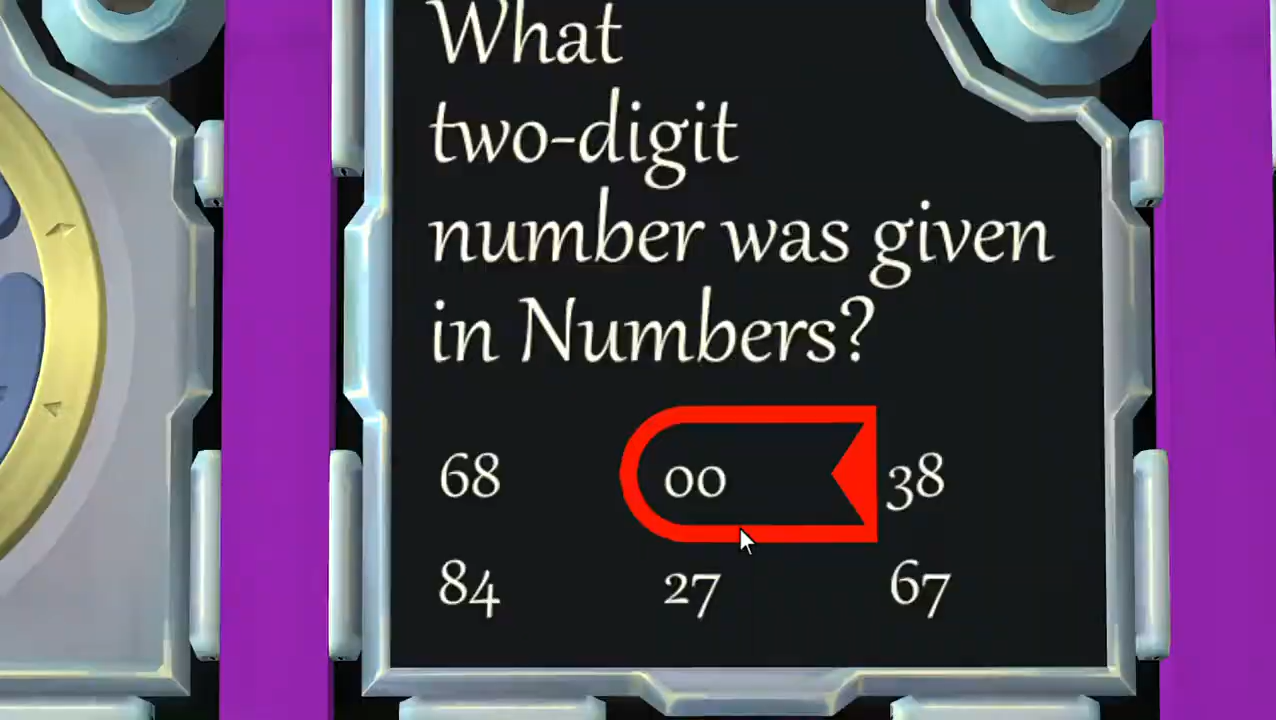 What
two-digit
number was given
in Numbers?
68 00 38
84 27 67